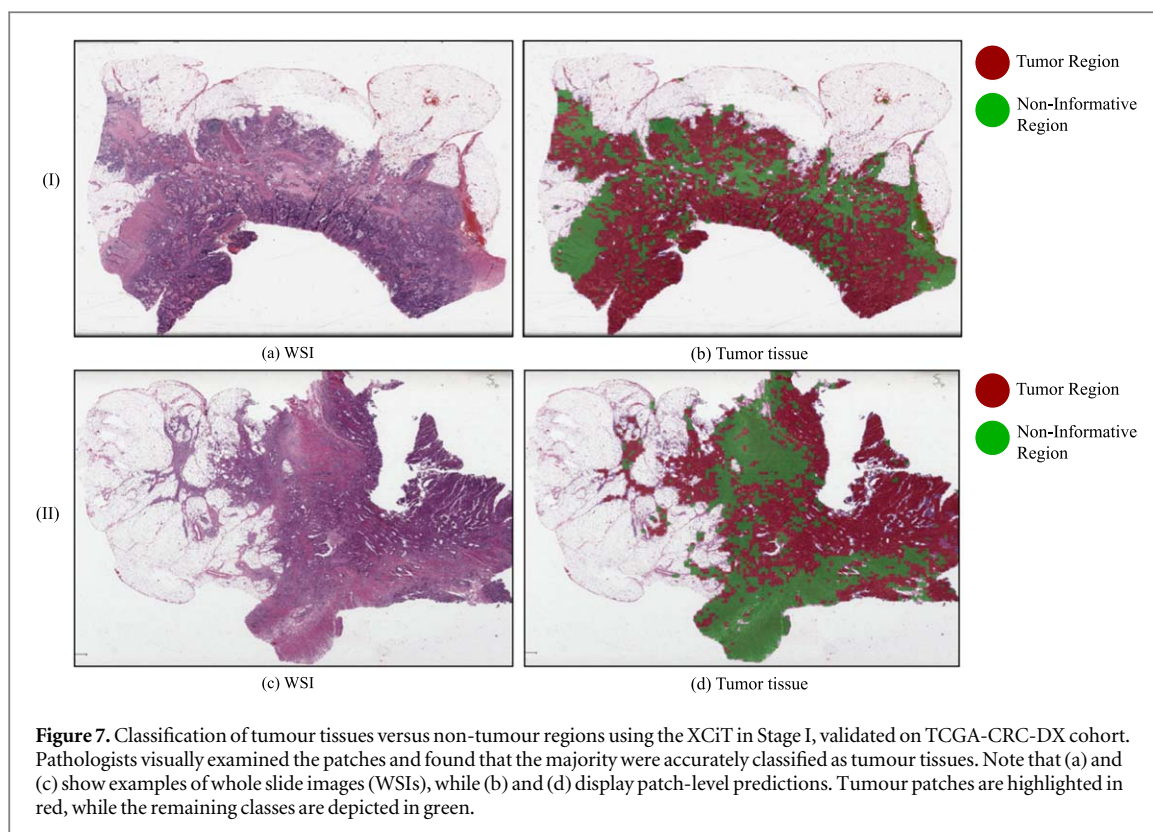 (I)
Tumor Region
Non-Informative
Region
(a) WSI
(b) Tumor tissue
(II)
Tumor Region
Non-Informative
Region
(c) WSI
(d) Tumor tissue
Figure 7. Classification of tumour tissues versus non-tumour regions using the XCiT in Stage I, validated on TCGA-CRC-DX cohort.
Pathologists visually examined the patches and found that the majority were accurately classified as tumour tissues. Note that (a) and
(c) show examples of whole slide images (WSIs), while (b) and (d) display patch-level predictions. Tumour patches are highlighted in
red, while the remaining classes are depicted in green.